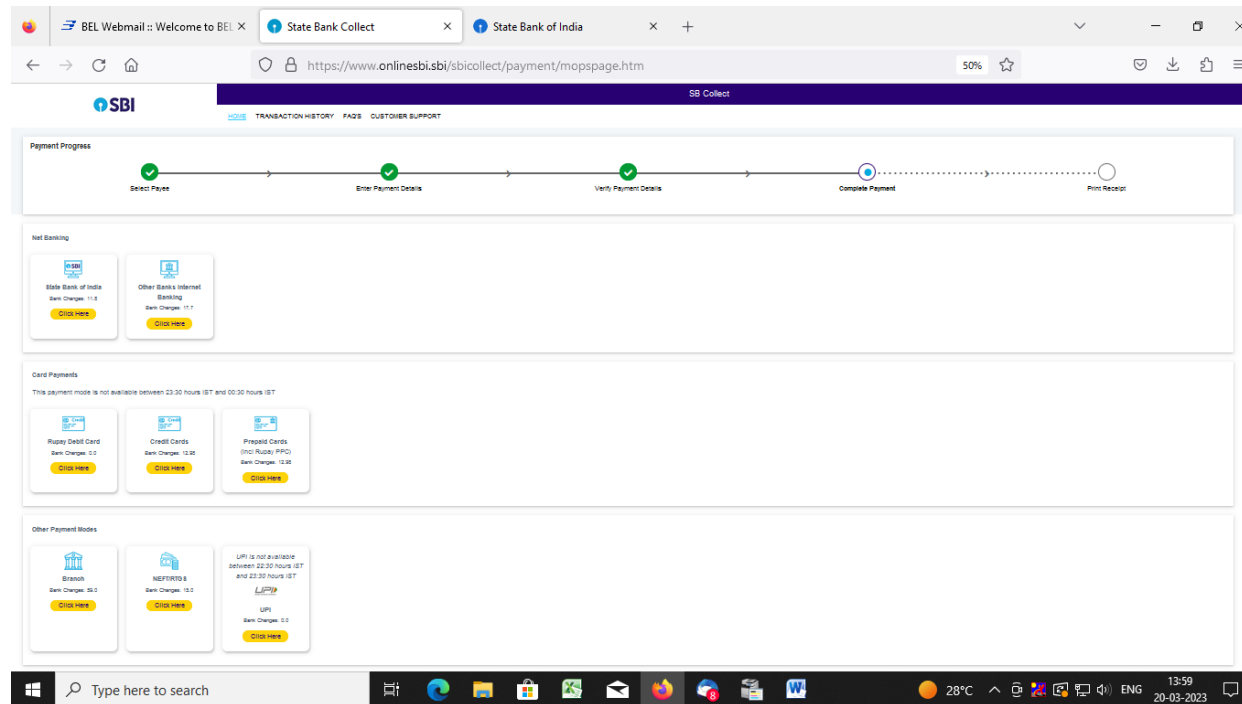 BEL Webmail :: Welcome to BEL
State Bank Collect
State Bank of India
https://www.onlinesbi.sbi/sbicollect/payment/mopspage.htm
50%
SBI
SB Collect
HOME TRANSACTION HISTORY FAQ'S CUSTOMER SUPPORT
Payment Progress
Select Payee
Enter Payment Details
Verify Payment Details
Complete Payment
Print Receipt
Net Banking
SBI
State Bank of India
Bank Charges: 11.8
Click Here
Other Banks Internet
Banking
Bank Charges: 17.7
Click Here
Card Payments
This payment mode is not available between 23:30 hours IST and 00:30 hours IST
Credit
Rupay Debit Card
Bank Charges: 0.0
Click Here
Credit
Credit Cards
Bank Charges: 12.98
Click Here
Prepaid Cards
(Incl Rupay PPC)
Bank Charges: 12.98
Click Here
Other Payment Modes
Branch
Bank Charges: 59.0
Click Here
NEFT/RTGS
Bank Charges: 15.0
Click Here
UPI is not available
between 22:30 hours IST
and 23:30 hours IST
UPI
UPI
Bank Charges: 0.0
Click Here
Type here to search
8
28°C
ENG
13:59
20-03-2023